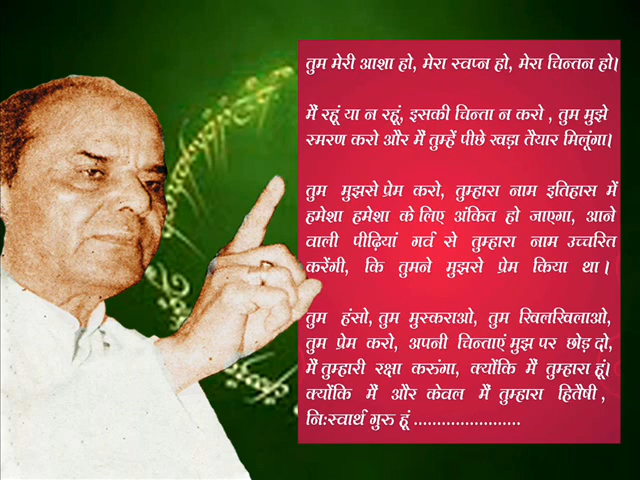 तुम मेरी आशा हो, मेरा स्वप्न हो, मेरा चिन्तन हो।
मैं रहूं या न रहूं, इसकी चिन्ता न करो , तुम मुझे
स्मरण करो और मैं तुम्हें पीछे खड़ा तैयार मिलूंगा।
तुम मुझसे प्रेम करो, तुम्हारा नाम इतिहास में
हमेशा हमेशा के लिए अंकित हो जाएगा, आने
वाली पीढ़ियां गर्व से तुम्हारा नाम उच्चरित
करेंगी, कि तुमने मुझसे प्रेम किया था ।
तुम हंसो, तुम मुस्कराओ, तुम खिलखिलाओ,
तुम प्रेम करो, अपनी चिन्ताएं मुझ पर छोड़ दो,
मैं तुम्हारी रक्षा करुंगा, क्योंकि मैं तुम्हारा हूं।
क्योंकि मैं और केवल मैं तुम्हारा हितैषी ,
निःस्वार्थ गुरु हूं .......................